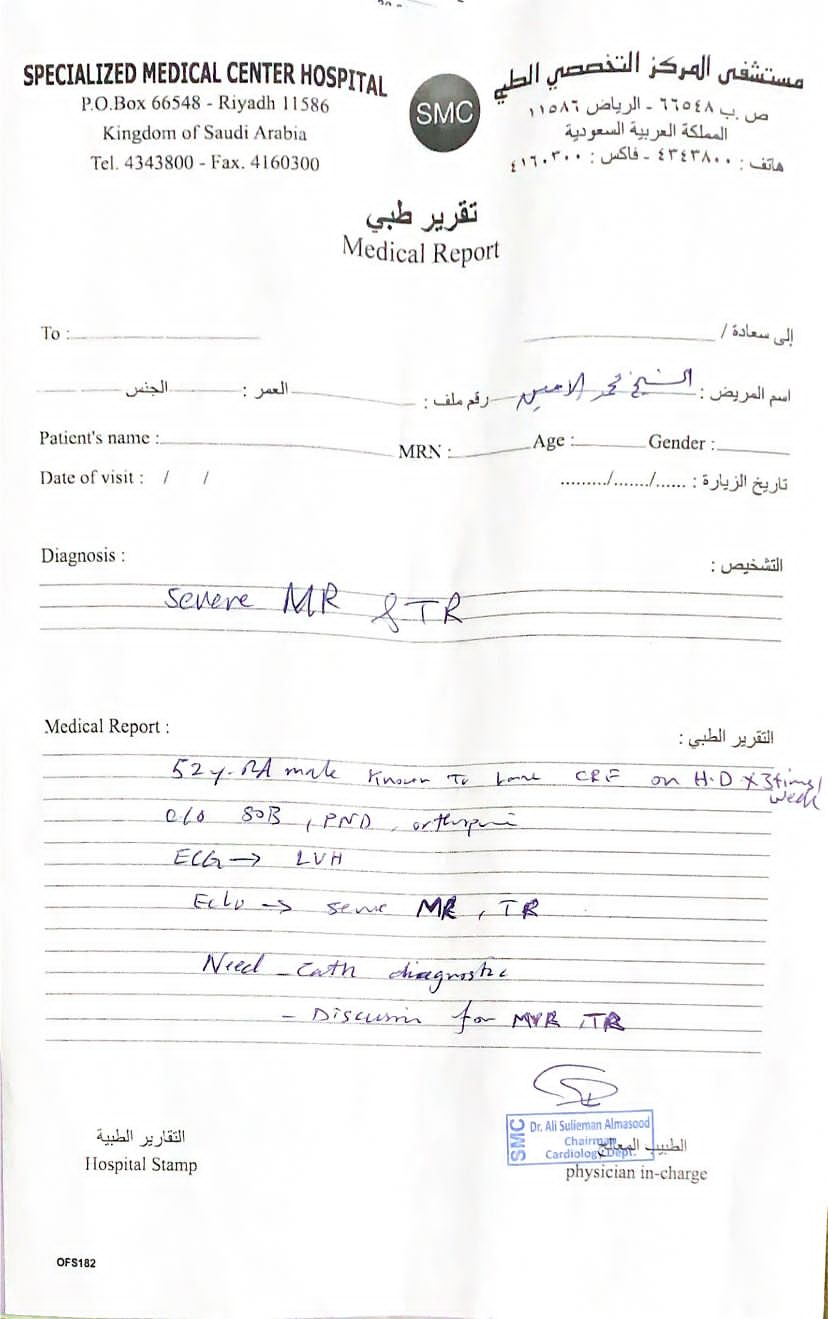 SPECIALIZED MEDICAL CENTER HOSPITAL
P.O.Box 66548 - Riyadh 11586
Kingdom of Saudi Arabia
Tel. 4343800 - Fax. 4160300
SMC
مستشفى المركز التخصصي الطبي
ص .ب ٦٦٥٤٨ - الرياض ١١٥٨٦
المملكة العربية السعودية
هاتف : ٤٣٤٣٨٠٠ - فاكس : ٤١٦٠٣٠٠
تقرير طبي
Medical Report
To :
إلى سعادة /
اسم المريض : الشيخ محمد الامين رقم ملف : العمر : الجنس
Patient's name : MRN : Age : Gender :
Date of visit : / /
تاريخ الزيارة : ....../......./.........
Diagnosis :
التشخيص :
severe MR & TR
Medical Report :
التقرير الطبي :
52 y. male known to have CRF on H.D x 3 times/
week
c/o SOB, PND, orthopnea
ECG → LVH
Echo → severe MR, TR
Need - cath diagnostic
- Discussion for MVR, TR
SMC
Dr. Ali Sulieman Almasood
Chairman
Cardiology Dept.
التقارير الطبية
Hospital Stamp
الطبيب المعالج
physician in-charge
OFS182